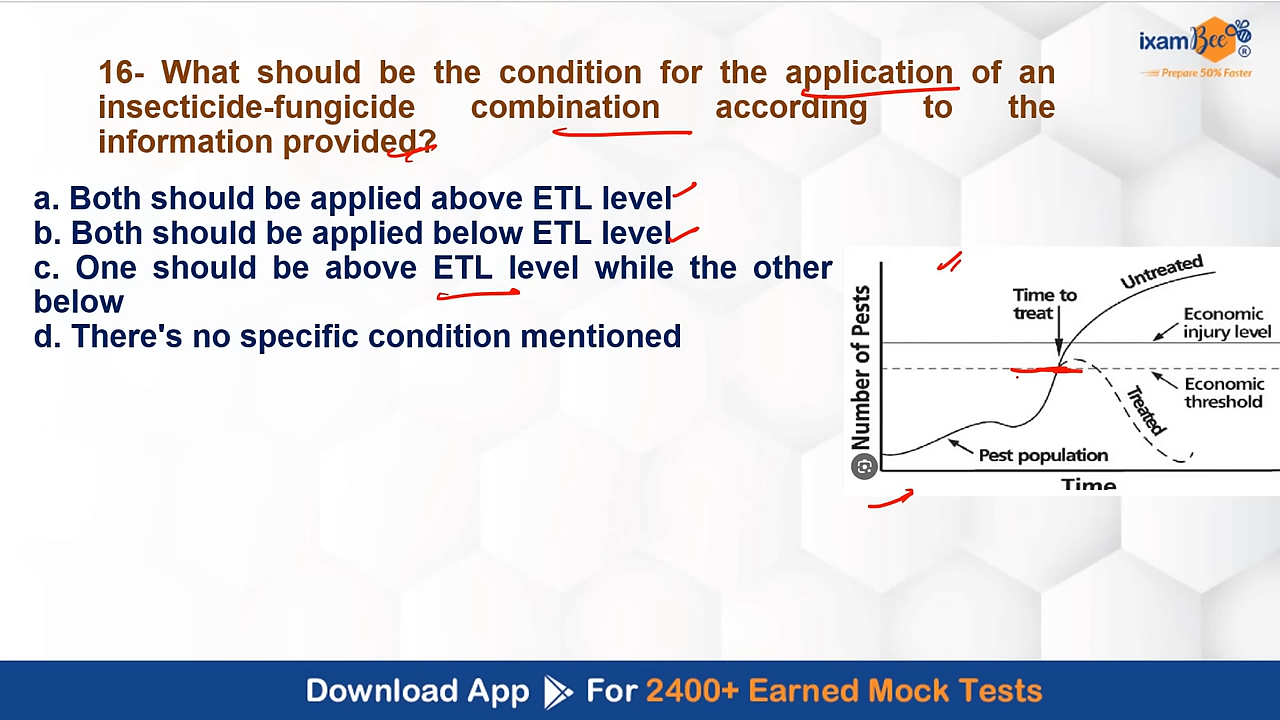 ixamBee
®
Prepare 50% Faster
16- What should be the condition for the application of an
insecticide-fungicide combination according to the
information provided?
a. Both should be applied above ETL level
b. Both should be applied below ETL level
c. One should be above ETL level while the other
below
d. There's no specific condition mentioned
Number of Pests
Time to
treat
Untreated
Economic
injury level
Economic
threshold
Treated
Pest population
Time
Download App For 2400+ Earned Mock Tests